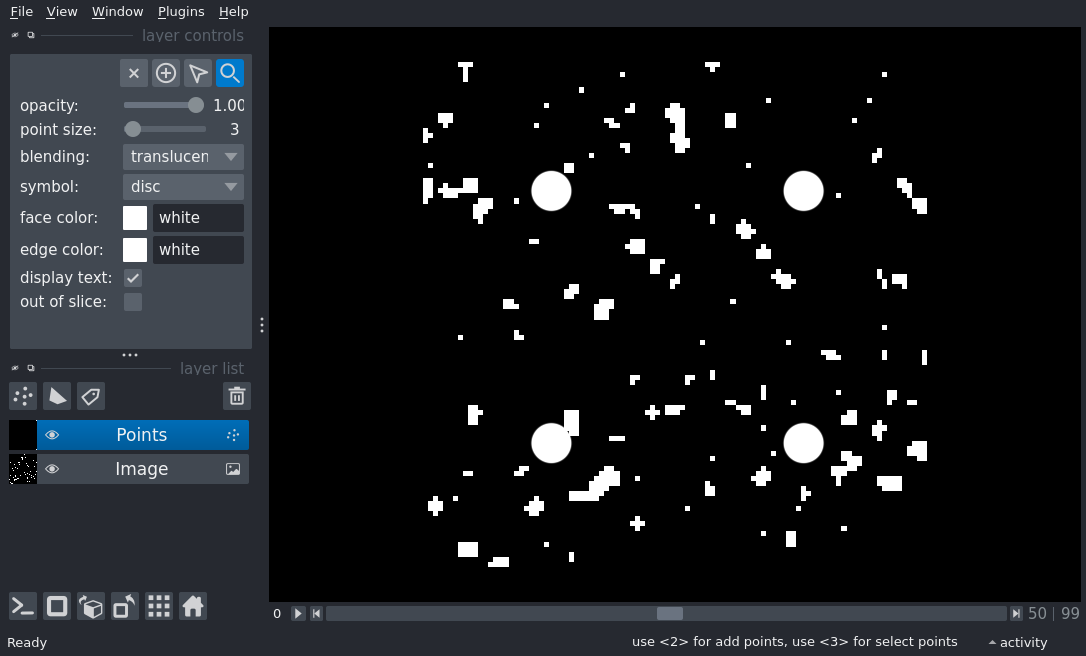 File View Window Plugins Help
layer controls
opacity: 1.00
point size: 3
blending: translucen
symbol: disc
face color: white
edge color: white
display text:
out of slice:
layer list
Points
Image
0 50 | 99
Ready use <2> for add points, use <3> for select points activity